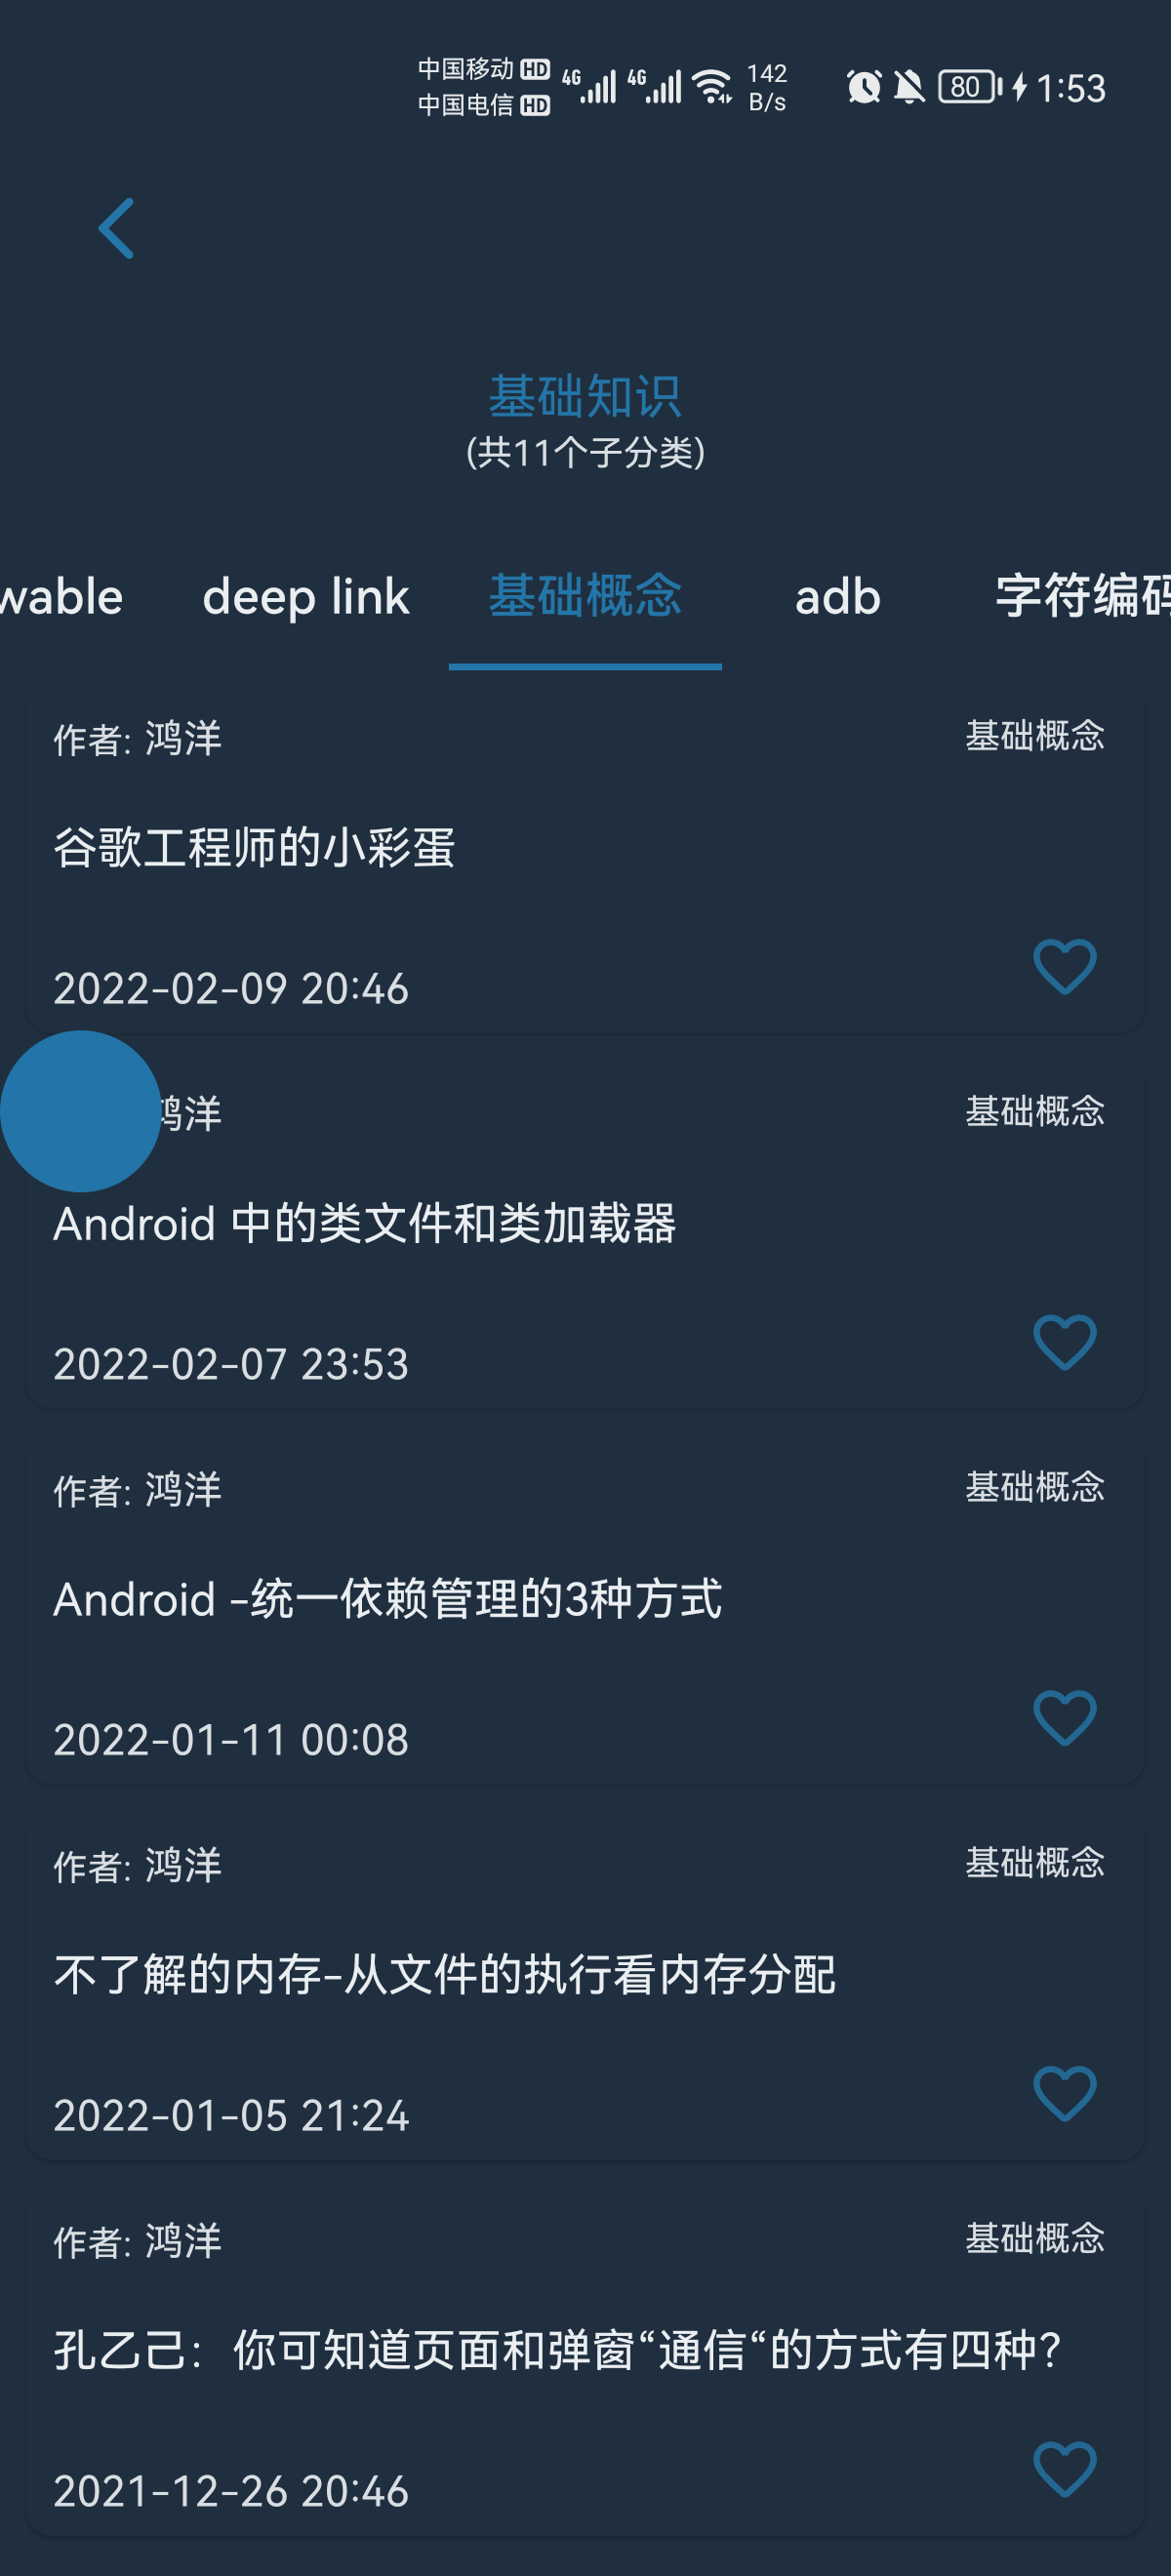 中国移动 HD 4G 4G 142 80 1:53
中国电信 HD B/s
基础知识
(共11个子分类)
wable deep link 基础概念 adb 字符编码
作者: 鸿洋 基础概念
谷歌工程师的小彩蛋
2022-02-09 20:46
鸿洋 基础概念
Android 中的类文件和类加载器
2022-02-07 23:53
作者: 鸿洋 基础概念
Android -统一依赖管理的3种方式
2022-01-11 00:08
作者: 鸿洋 基础概念
不了解的内存-从文件的执行看内存分配
2022-01-05 21:24
作者: 鸿洋 基础概念
孔乙己：你可知道页面和弹窗“通信“的方式有四种？
2021-12-26 20:46